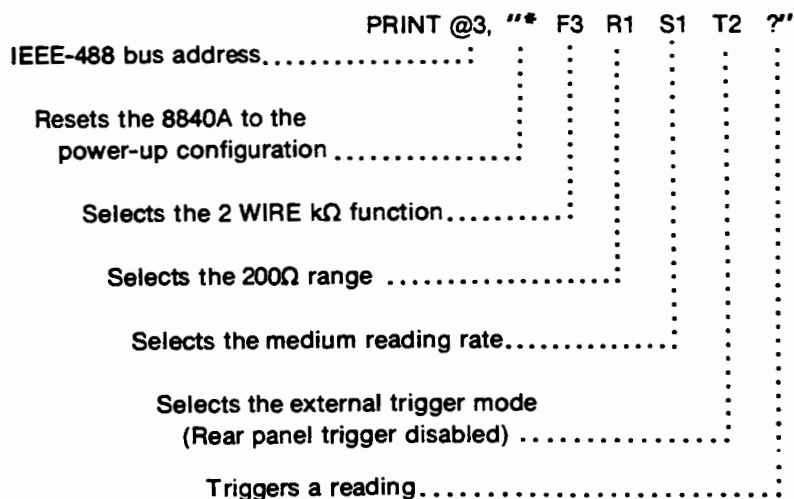 PRINT @3, "* F3 R1 S1 T2 ?"
IEEE-488 bus address
Resets the 8840A to the
power-up configuration
Selects the 2 WIRE kΩ function
Selects the 200Ω range
Selects the medium reading rate
Selects the external trigger mode
(Rear panel trigger disabled)
Triggers a reading